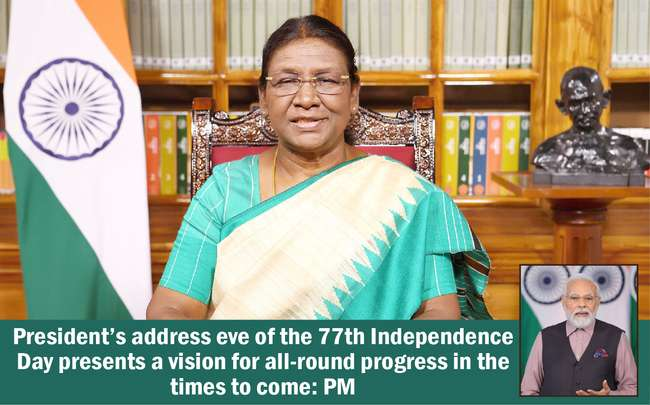 President's address eve of the 77th Independence
Day presents a vision for all-round progress in the
times to come: PM